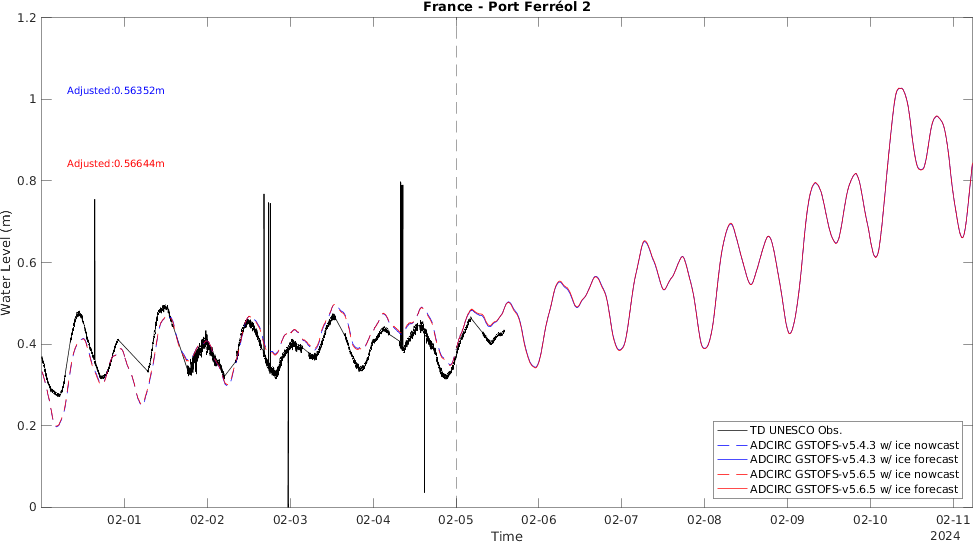 France - Port Ferréol 2
1.2
1
0.8
0.6
0.4
0.2
0
Water Level (m)
Adjusted:0.56352m
Adjusted:0.56644m
TD UNESCO Obs.
ADCIRC GSTOFS-v5.4.3 w/ ice nowcast
ADCIRC GSTOFS-v5.4.3 w/ ice forecast
ADCIRC GSTOFS-v5.6.5 w/ ice nowcast
ADCIRC GSTOFS-v5.6.5 w/ ice forecast
02-01 02-02 02-03 02-04 02-05 02-06 02-07 02-08 02-09 02-10 02-11
Time
2024